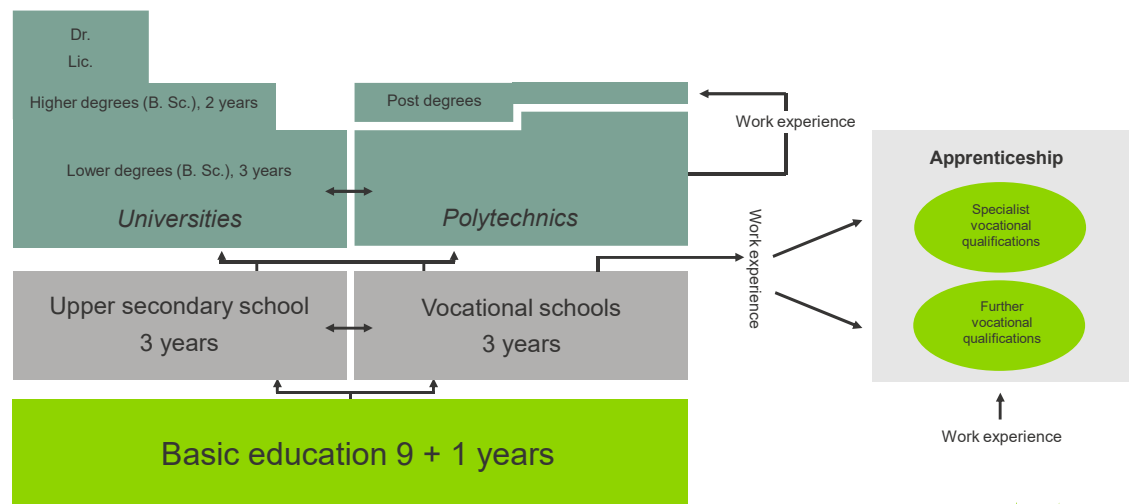 Dr.
Lic.
Higher degrees (B. Sc.), 2 years
Post degrees
Work experience
Lower degrees (B. Sc.), 3 years
Universities
Polytechnics
Apprenticeship
Specialist
vocational
qualifications
Work experience
Upper secondary school
3 years
Vocational schools
3 years
Further
vocational
qualifications
Work experience
Basic education 9 + 1 years